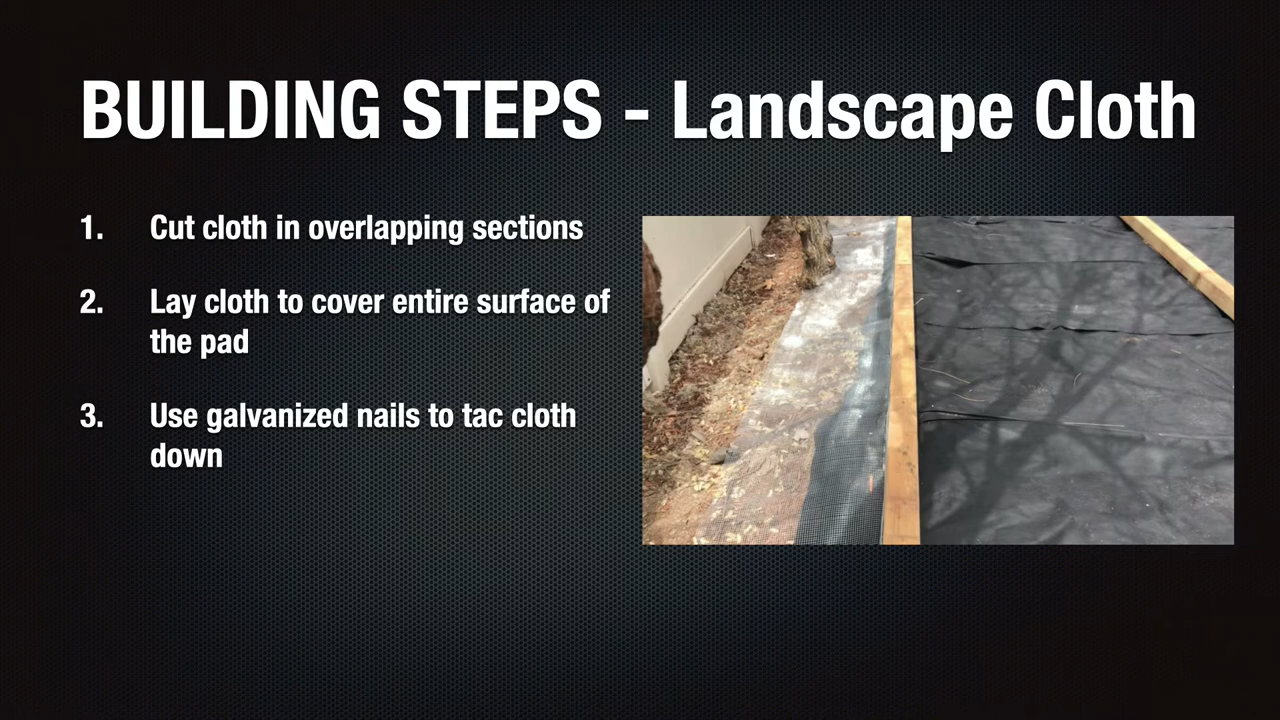 BUILDING STEPS - Landscape Cloth
1. Cut cloth in overlapping sections
2. Lay cloth to cover entire surface of
the pad
3. Use galvanized nails to tac cloth
down